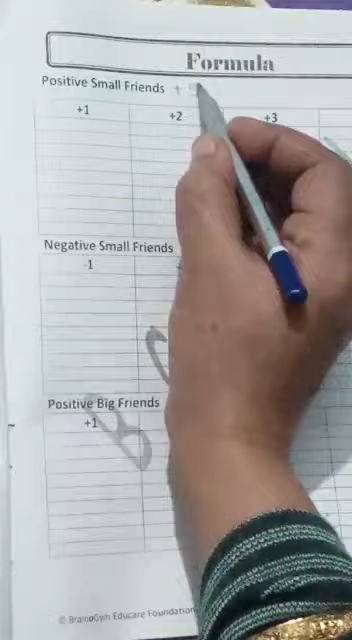 Formula
Positive Small Friends +
+1 +2 +3
Negative Small Friends
-1
Positive Big Friends
+1
© BrainoGym Educare Foundation